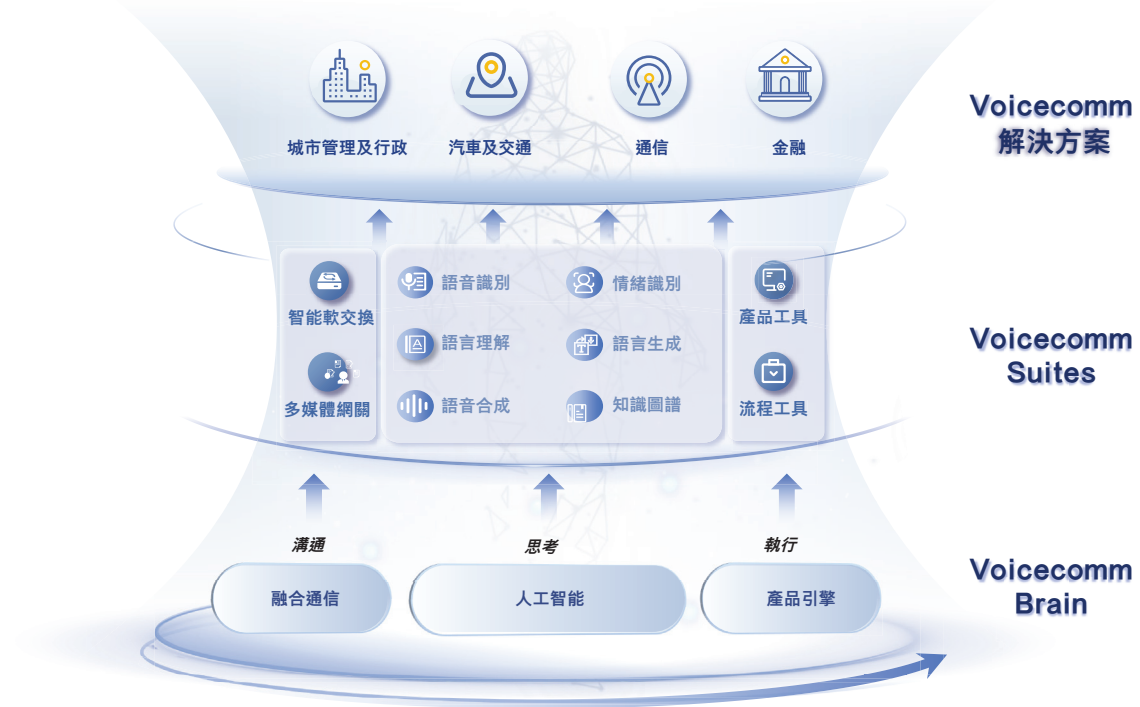 Voicecomm
解決方案
城市管理及行政
汽車及交通
通信
金融
Voicecomm
Suites
智能軟交換
多媒體網關
語音識別
情緒識別
語言理解
語言生成
語音合成
知識圖譜
產品工具
流程工具
溝通
思考
執行
融合通信
人工智能
產品引擎
Voicecomm
Brain